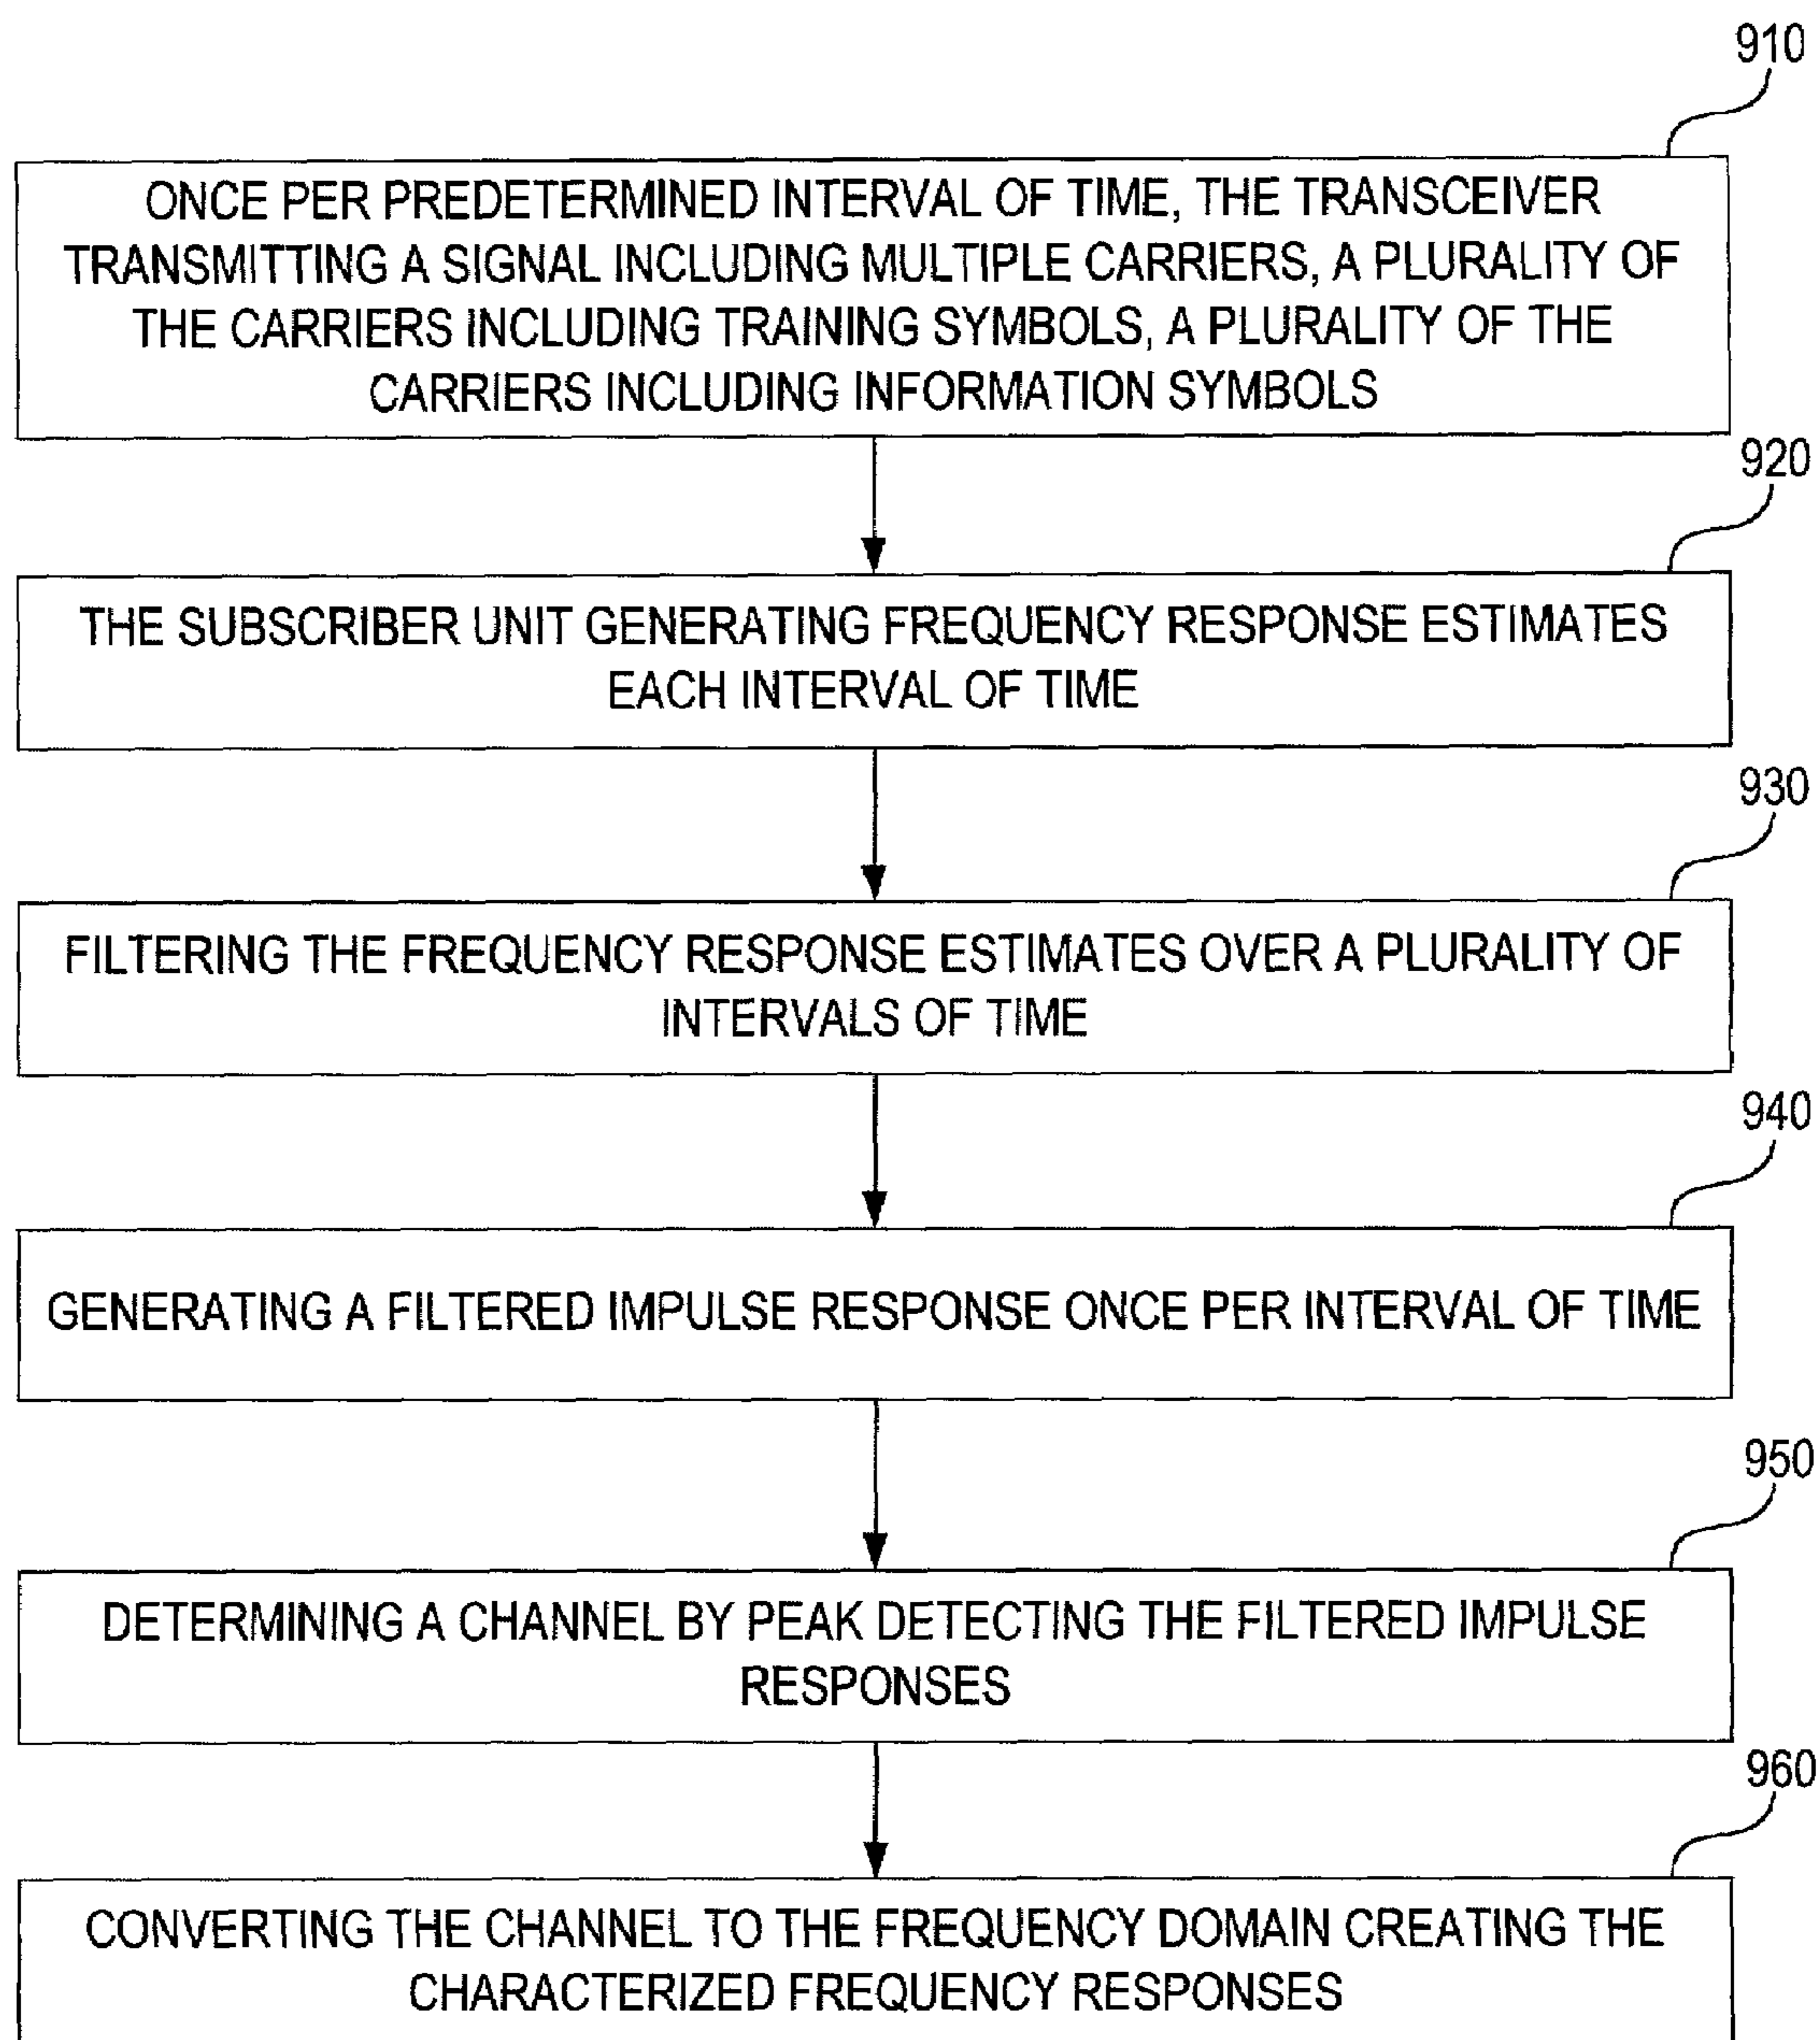 910
ONCE PER PREDETERMINED INTERVAL OF TIME, THE TRANSCEIVER
TRANSMITTING A SIGNAL INCLUDING MULTIPLE CARRIERS, A PLURALITY OF
THE CARRIERS INCLUDING TRAINING SYMBOLS, A PLURALITY OF THE
CARRIERS INCLUDING INFORMATION SYMBOLS
920
THE SUBSCRIBER UNIT GENERATING FREQUENCY RESPONSE ESTIMATES
EACH INTERVAL OF TIME
930
FILTERING THE FREQUENCY RESPONSE ESTIMATES OVER A PLURALITY OF
INTERVALS OF TIME
940
GENERATING A FILTERED IMPULSE RESPONSE ONCE PER INTERVAL OF TIME
950
DETERMINING A CHANNEL BY PEAK DETECTING THE FILTERED IMPULSE
RESPONSES
960
CONVERTING THE CHANNEL TO THE FREQUENCY DOMAIN CREATING THE
CHARACTERIZED FREQUENCY RESPONSES